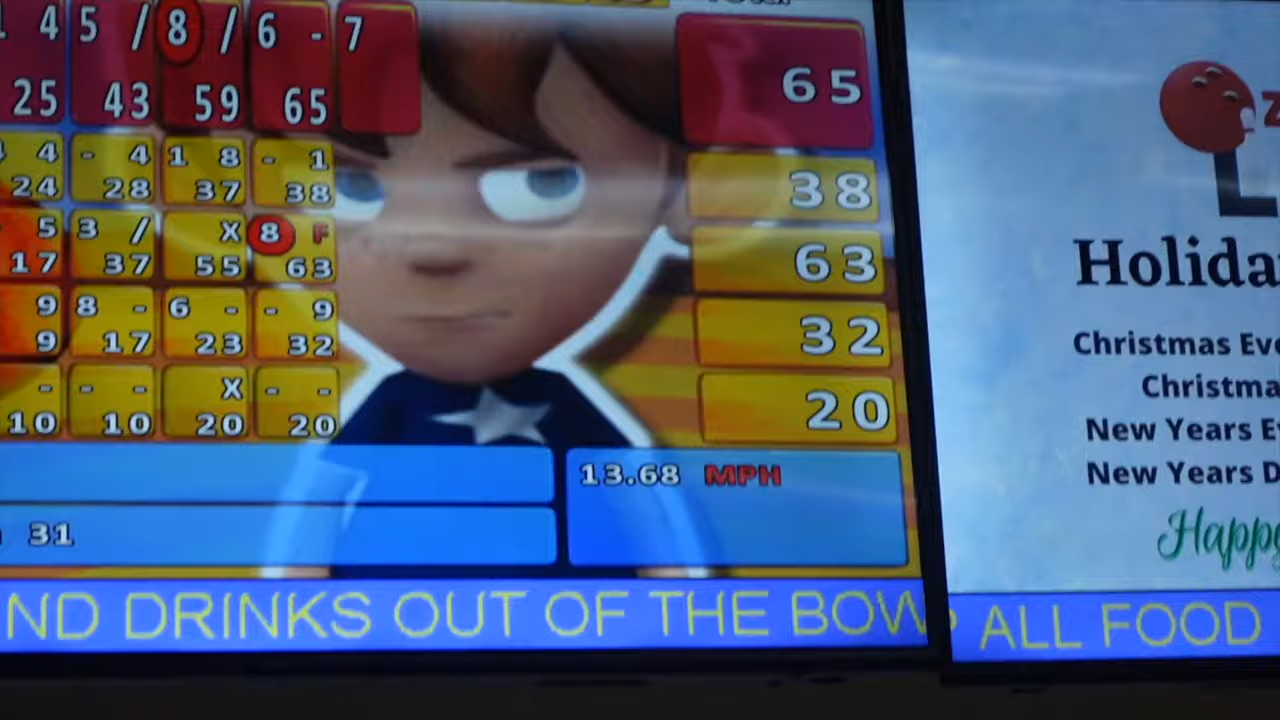 4 5 / 8 / 6 - 7
25 43 59 65 65
4 - 4 1 8 - 1
24 28 37 38 38
5 3 / X 8 F
17 37 55 63 63
9 8 - 6 - - 9
9 17 23 32 32
- - - X - -
10 10 20 20 20
13.68 MPH
31
ND DRINKS OUT OF THE BOW
Holida
Christmas Eve
Christma
New Years E
New Years D
Happy
ALL FOOD